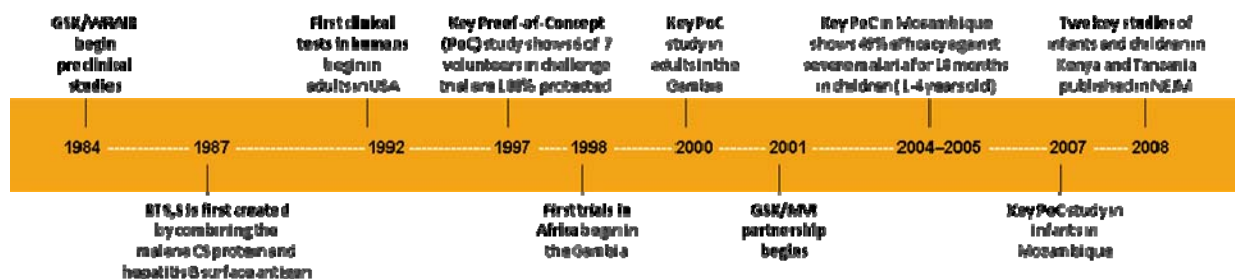 GSK/WRAIR
begin
preclinical
studies
First clinical
tests in humans
begin in
adults in USA
Key Proof-of-Concept
(PoC) study shows 6 of 7
volunteers in challenge
trial are 100% protected
Key PoC
study in
adults in the
Gambia
Key PoC in Mozambique
shows 49% efficacy against
severe malaria for 18 months
in children (1-4 years old)
Two key studies of
infants and children in
Kenya and Tanzania
published in NEJM
1984 1987 1992 1997 1998 2000 2001 2004–2005 2007 2008
RTS,S is first created
by combining the
malaria CS protein and
hepatitis B surface antigen
First trials in
Africa begin in
the Gambia
GSK/MVI
partnership
begins
Key PoC study in
infants in
Mozambique